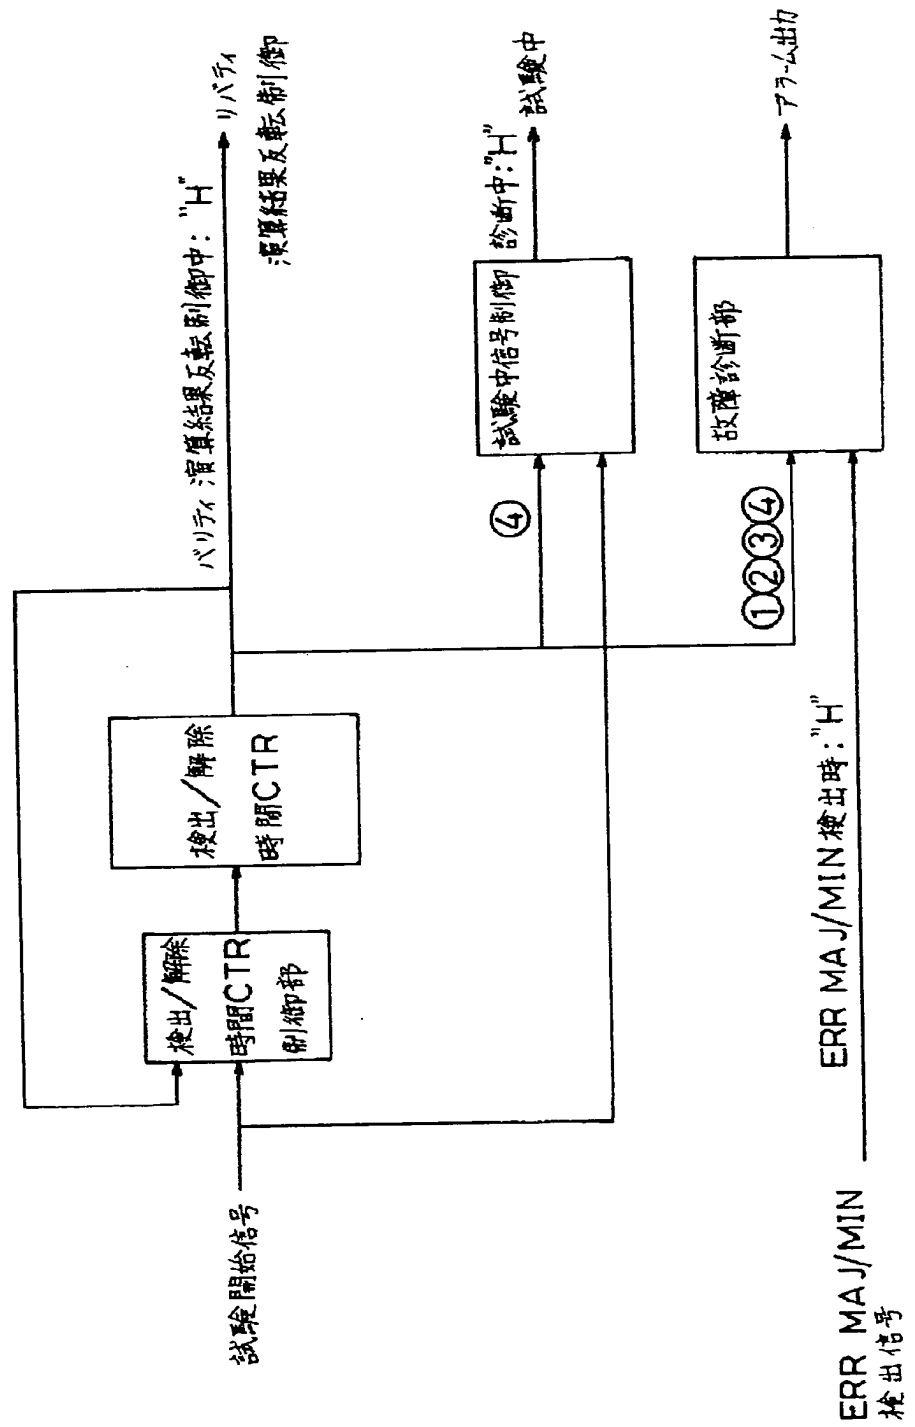 試験開始信号
検出/解除
時間CTR
制御部
検出/解除
時間CTR
パリティ演算結果反転制御中:"H"
リパティ
演算結果反転制御
④
試験中信号制御
診断中:"H"
試験中
①②③④
故障診断部
アラーム出力
ERR MAJ/MIN
検出信号
ERR MAJ/MIN検出時:"H"